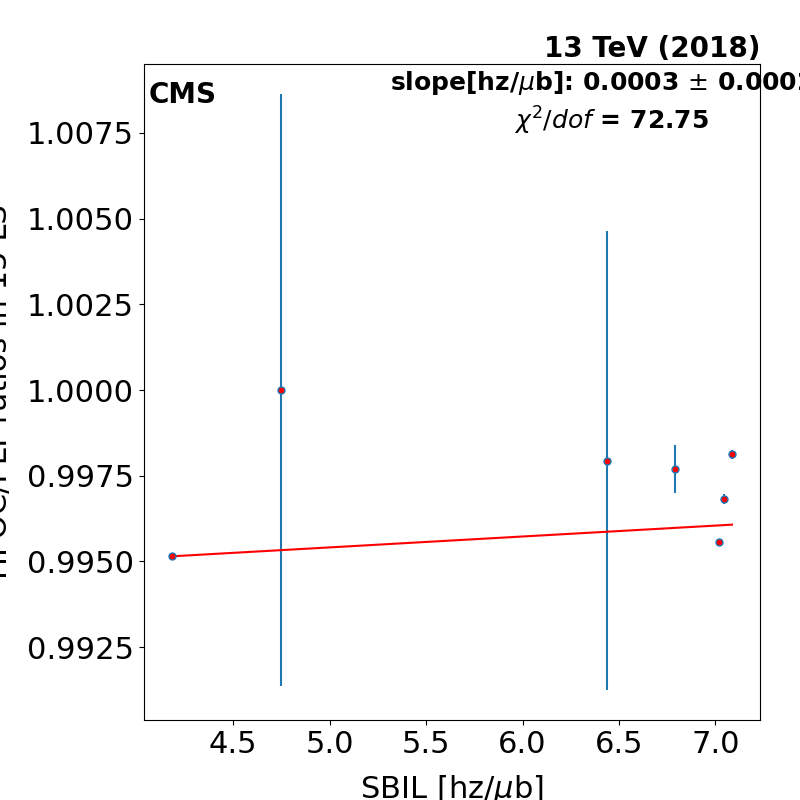 13 TeV (2018)
CMS
slope[hz/μb]: 0.0003 ±
χ²/dof = 72.75
1.0075
1.0050
1.0025
1.0000
0.9975
0.9950
0.9925
4.5 5.0 5.5 6.0 6.5 7.0
SBIL [hz/μb]